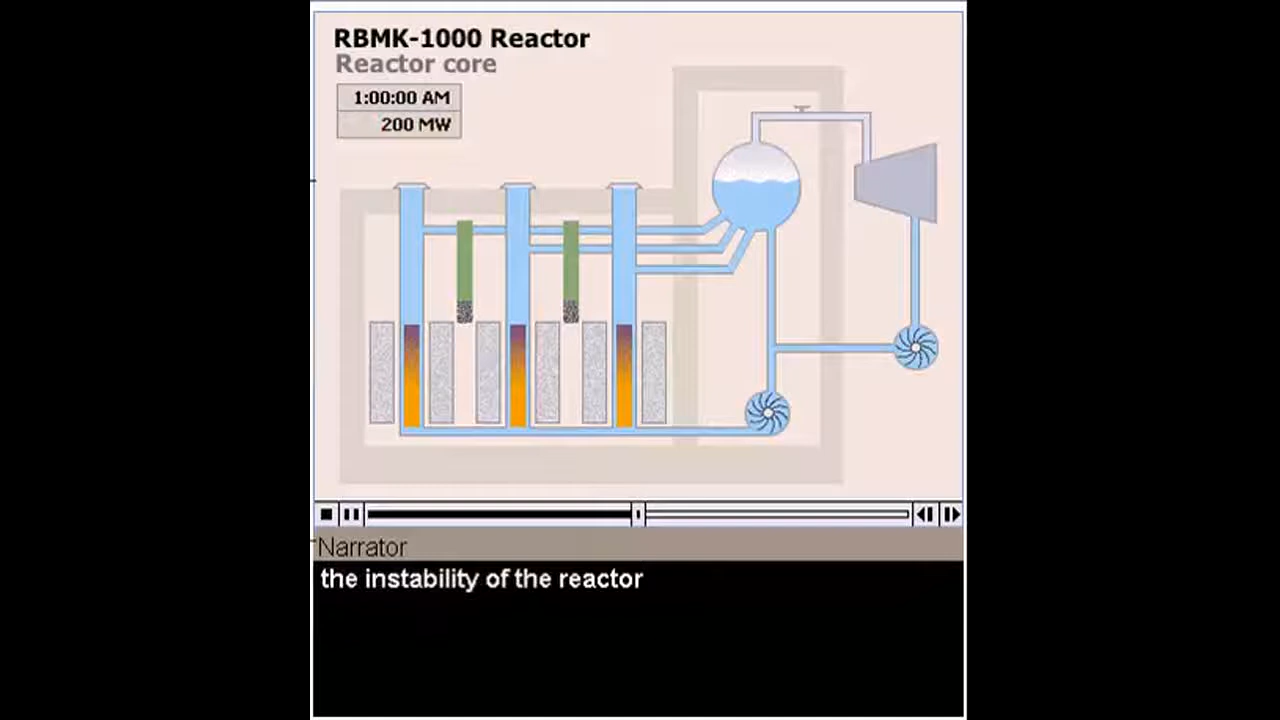 RBMK-1000 Reactor
Reactor core
1:00:00 AM
200 MW
Narrator
the instability of the reactor